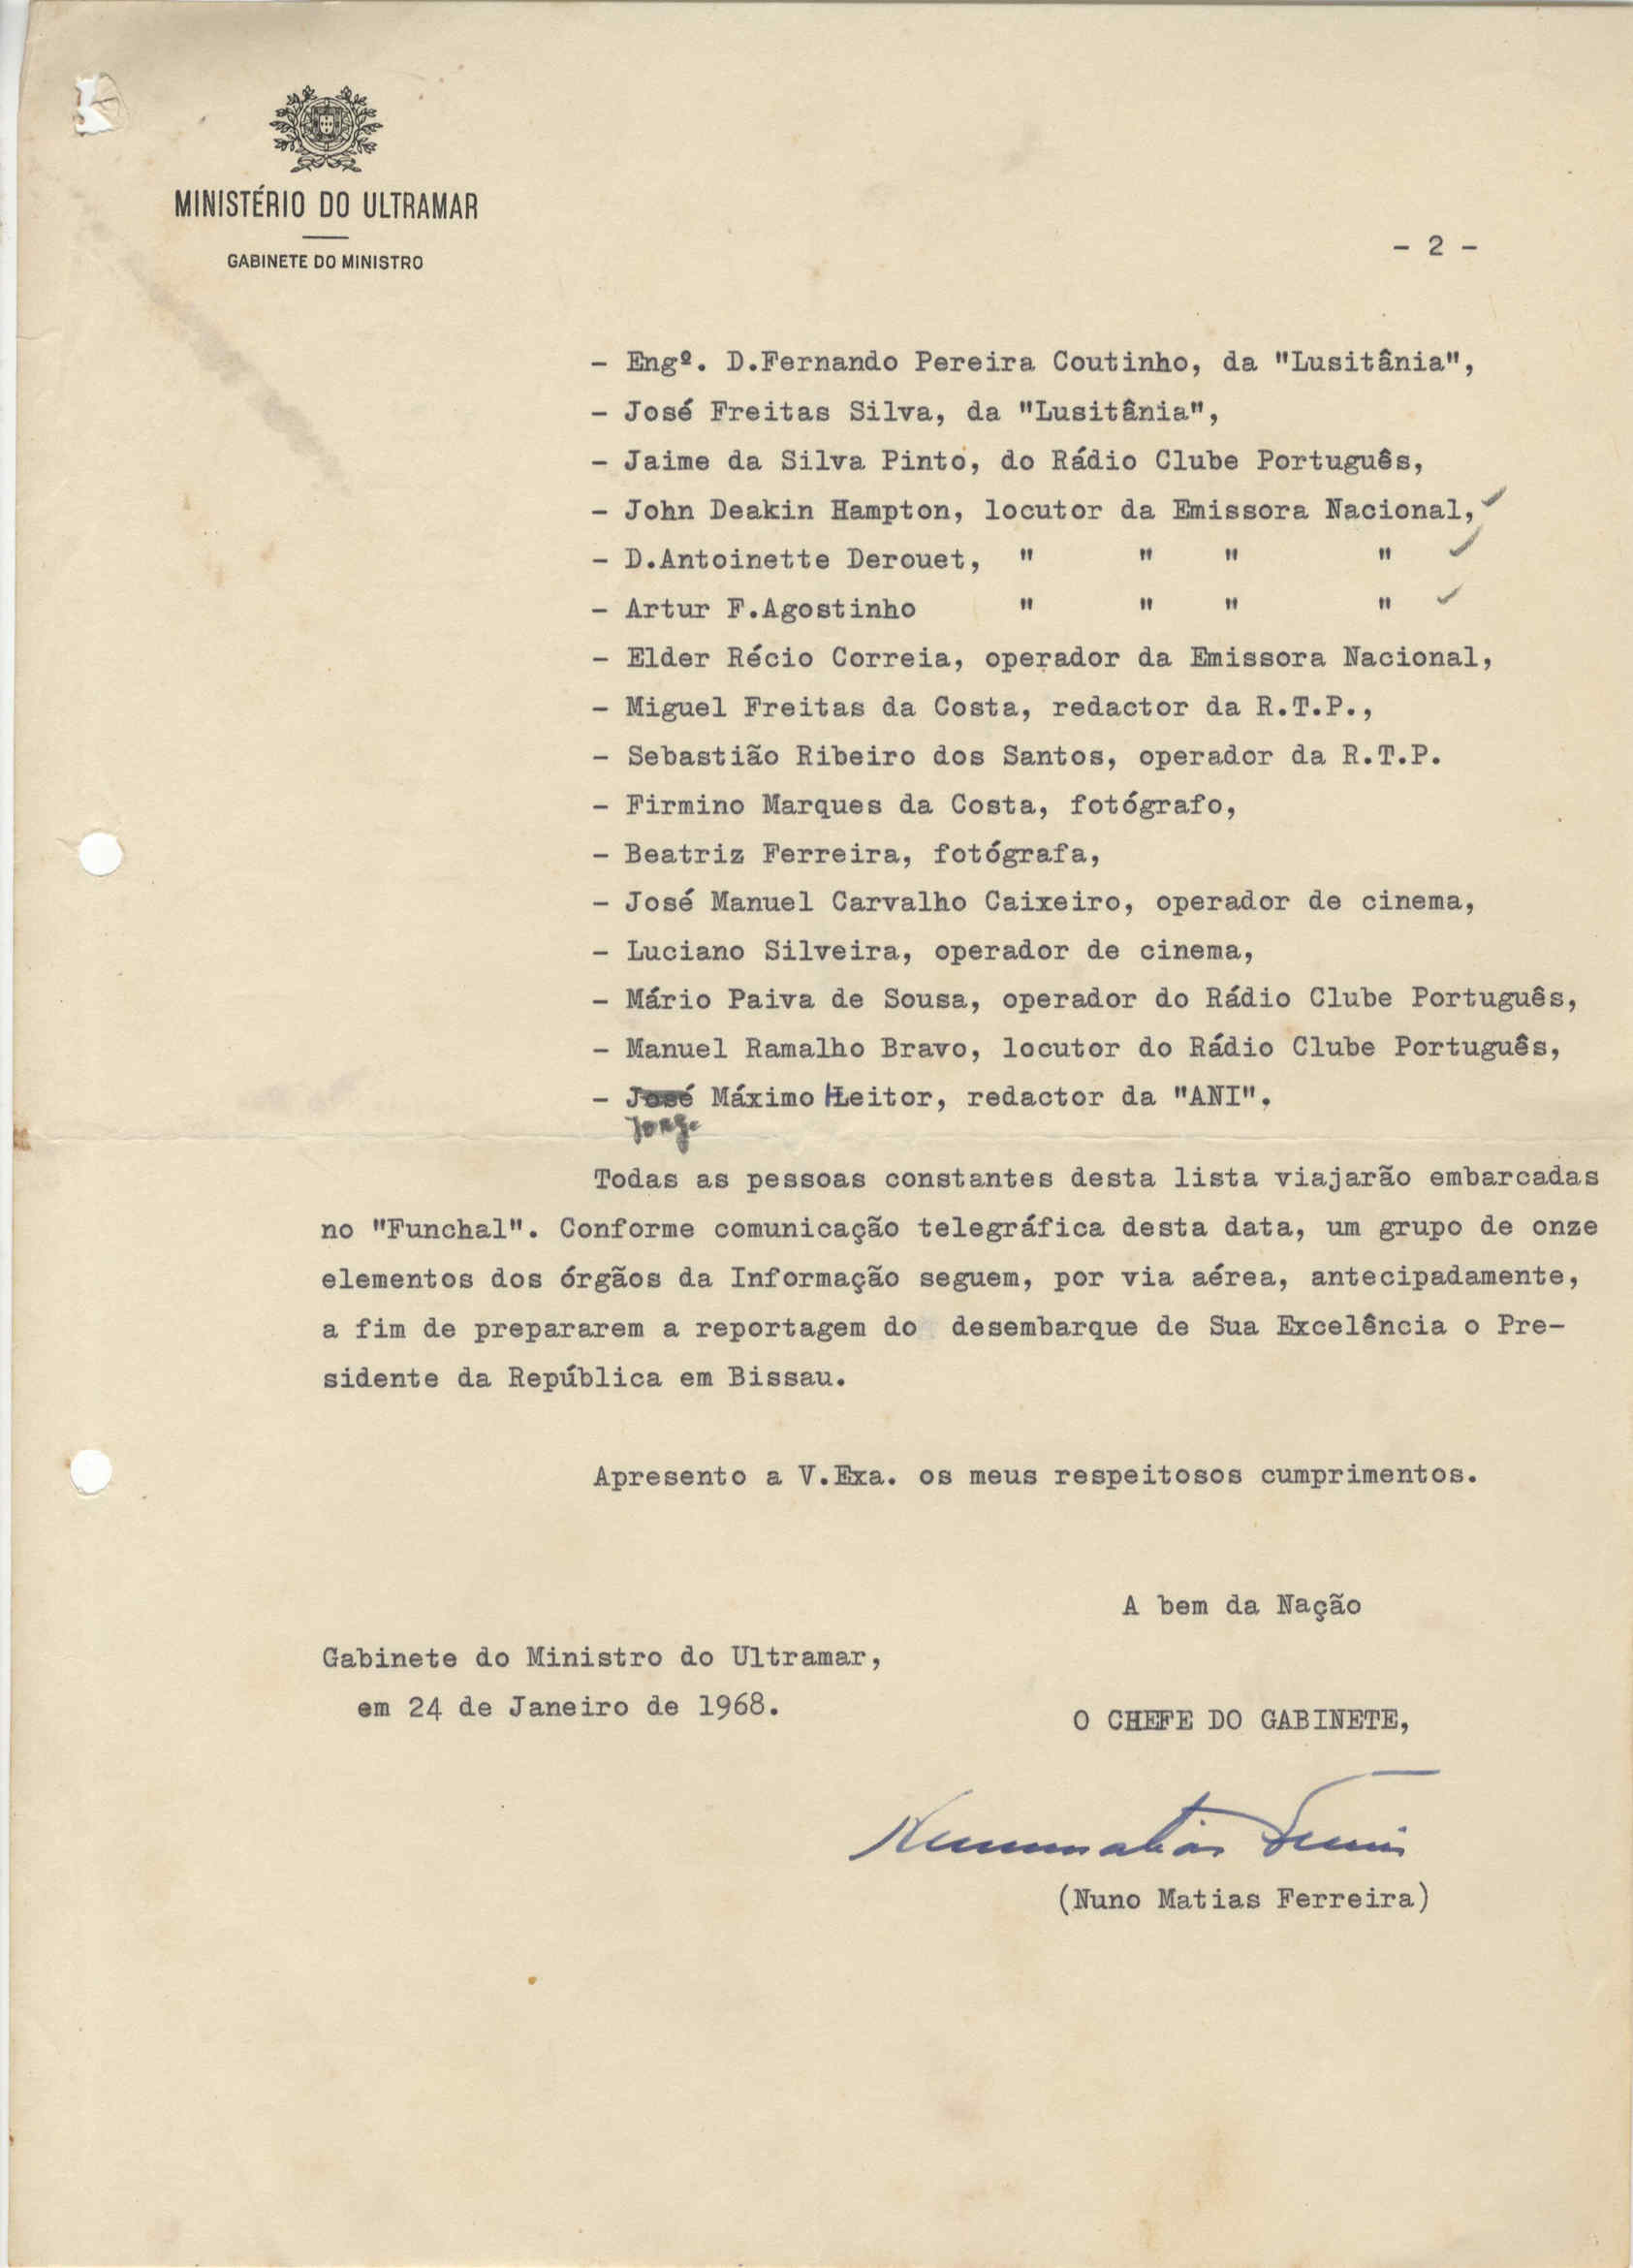 MINISTÉRIO DO ULTRAMAR
GABINETE DO MINISTRO
- 2 -
- Engº. D.Fernando Pereira Coutinho, da "Lusitânia",
- José Freitas Silva, da "Lusitânia",
- Jaime da Silva Pinto, do Rádio Clube Português,
- John Deakin Hampton, locutor da Emissora Nacional,
- D.Antoinette Derouet, " " " "
- Artur F.Agostinho " " " "
- Elder Récio Correia, operador da Emissora Nacional,
- Miguel Freitas da Costa, redactor da R.T.P.,
- Sebastião Ribeiro dos Santos, operador da R.T.P.
- Firmino Marques da Costa, fotógrafo,
- Beatriz Ferreira, fotógrafa,
- José Manuel Carvalho Caixeiro, operador de cinema,
- Luciano Silveira, operador de cinema,
- Mário Paiva de Sousa, operador do Rádio Clube Português,
- Manuel Ramalho Bravo, locutor do Rádio Clube Português,
- José Máximo Heitor, redactor da "ANI".
Jorge
Todas as pessoas constantes desta lista viajarão embarcadas
no "Funchal". Conforme comunicação telegráfica desta data, um grupo de onze
elementos dos órgãos da Informação seguem, por via aérea, antecipadamente,
a fim de prepararem a reportagem do desembarque de Sua Excelência o Pre-
sidente da República em Bissau.
Apresento a V.Exa. os meus respeitosos cumprimentos.
A bem da Nação
Gabinete do Ministro do Ultramar,
em 24 de Janeiro de 1968.
O CHEFE DO GABINETE,
Nuno Matias Ferreira
(Nuno Matias Ferreira)